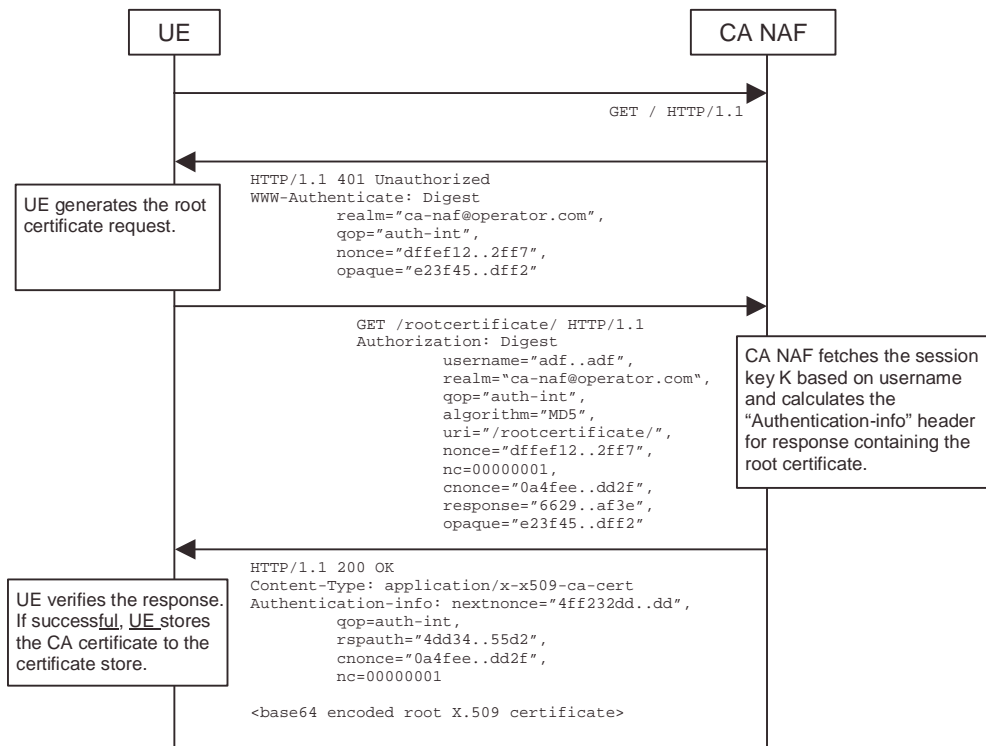 UE
CA NAF
GET / HTTP/1.1
HTTP/1.1 401 Unauthorized
WWW-Authenticate: Digest
realm="ca-naf@operator.com",
qop="auth-int",
nonce="dffef12..2ff7",
opaque="e23f45..dff2"
UE generates the root
certificate request.
GET /rootcertificate/ HTTP/1.1
Authorization: Digest
username="adf..adf",
realm="ca-naf@operator.com",
qop="auth-int",
algorithm="MD5",
uri="/rootcertificate/",
nonce="dffef12..2ff7",
nc=00000001,
cnonce="0a4fee..dd2f",
response="6629..af3e",
opaque="e23f45..dff2"
CA NAF fetches the session
key K based on username
and calculates the
“Authentication-info” header
for response containing the
root certificate.
HTTP/1.1 200 OK
Content-Type: application/x-x509-ca-cert
Authentication-info: nextnonce="4ff232dd..dd",
qop=auth-int,
rspauth="4dd34..55d2",
cnonce="0a4fee..dd2f",
nc=00000001
<base64 encoded root X.509 certificate>
UE verifies the response.
If successful, UE stores
the CA certificate to the
certificate store.